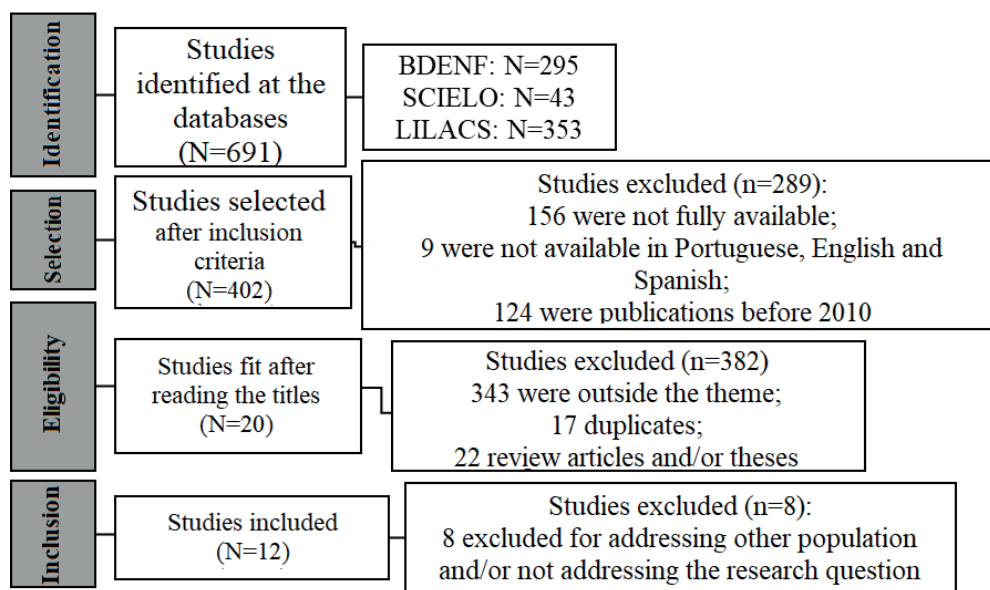 Identification
Studies
identified at the
databases
(N=691)
BDENF: N=295
SCIELO: N=43
LILACS: N=353
Selection
Studies selected
after inclusion
criteria
(N=402)
Studies excluded (n=289):
156 were not fully available;
9 were not available in Portuguese, English and
Spanish;
124 were publications before 2010
Eligibility
Studies fit after
reading the titles
(N=20)
Studies excluded (n=382)
343 were outside the theme;
17 duplicates;
22 review articles and/or theses
Inclusion
Studies included
(N=12)
Studies excluded (n=8):
8 excluded for addressing other population
and/or not addressing the research question